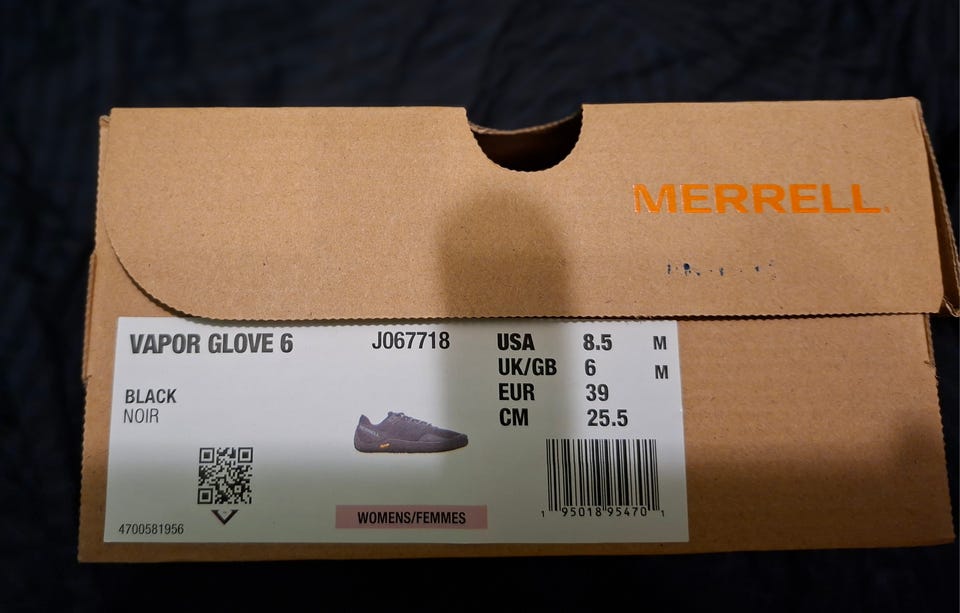 MERRELL
VAPOR GLOVE 6 J067718 USA 8.5 M
UK/GB 6 M
BLACK EUR 39
NOIR CM 25.5
WOMENS/FEMMES
1 95018 95470 1
4700581956